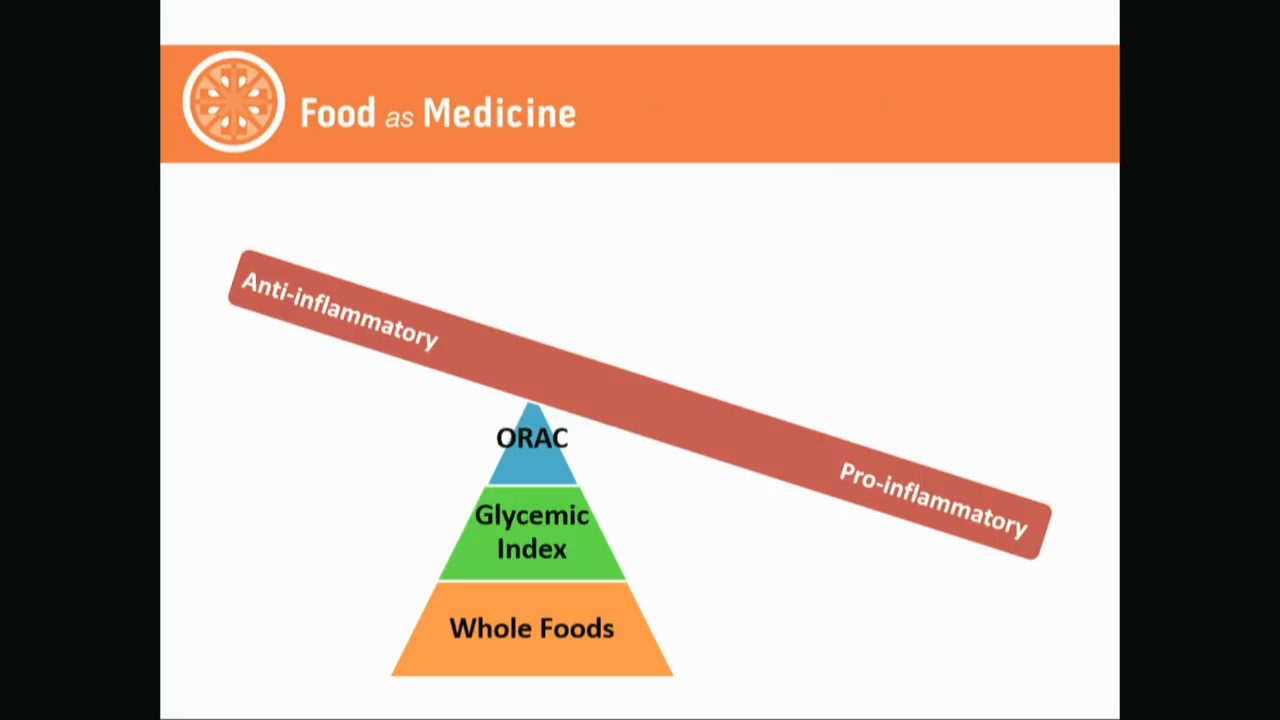 Food as Medicine
Anti-inflammatory
ORAC
Pro-inflammatory
Glycemic
Index
Whole Foods